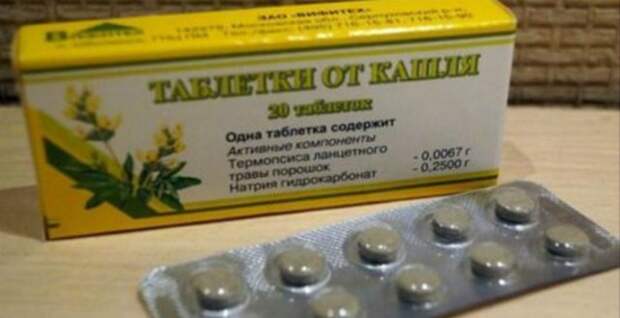 ЗАО "ВИФИТЕХ"
ВИФИТЕХ
ТАБЛЕТКИ ОТ КАШЛЯ
20 таблеток
Одна таблетка содержит
Активные компоненты
Термопсиса ланцетного
травы порошок - 0,0067 г
Натрия гидрокарбонат - 0,2500 г